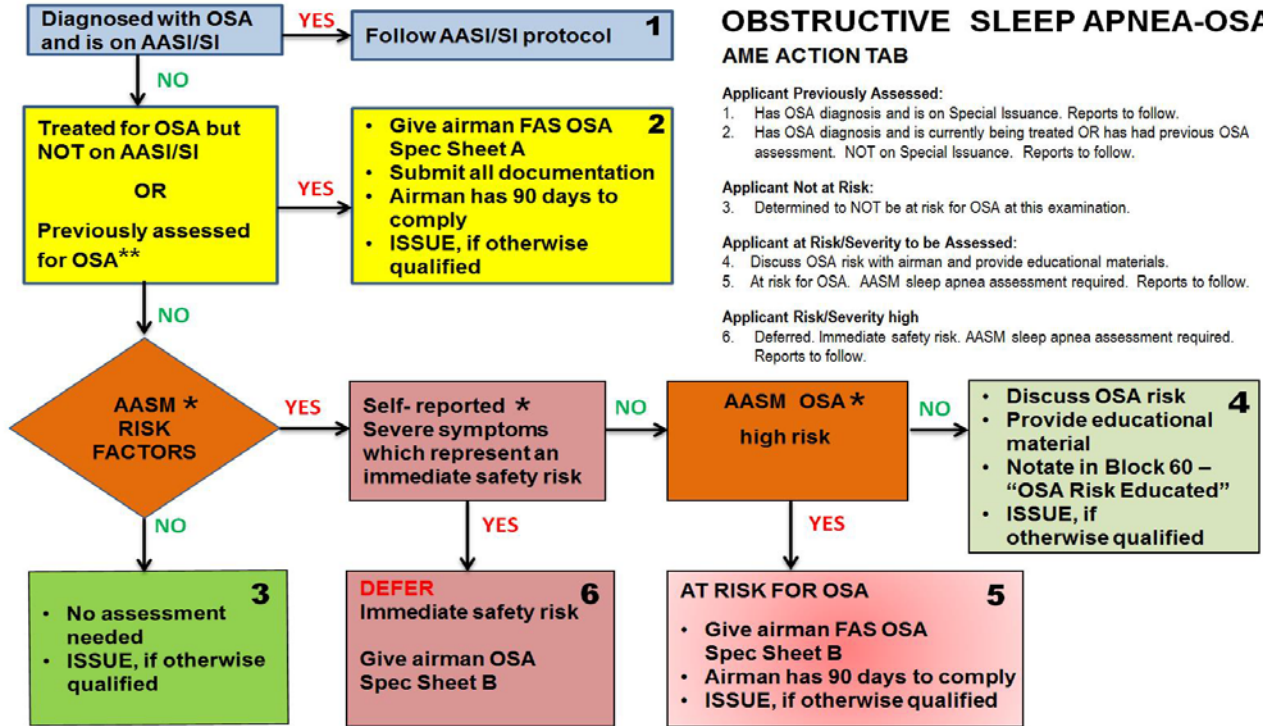 Diagnosed with OSA
and is on AASI/SI
YES
Follow AASI/SI protocol
1
NO
OBSTRUCTIVE SLEEP APNEA-OSA
AME ACTION TAB
Applicant Previously Assessed:
1. Has OSA diagnosis and is on Special Issuance. Reports to follow.
2. Has OSA diagnosis and is currently being treated OR has had previous OSA
assessment. NOT on Special Issuance. Reports to follow.
Applicant Not at Risk:
3. Determined to NOT be at risk for OSA at this examination.
Applicant at Risk/Severity to be Assessed:
4. Discuss OSA risk with airman and provide educational materials.
5. At risk for OSA. AASM sleep apnea assessment required. Reports to follow.
Applicant Risk/Severity high
6. Deferred. Immediate safety risk. AASM sleep apnea assessment required.
Reports to follow.
Treated for OSA but
NOT on AASI/SI
OR
Previously assessed
for OSA**
YES
• Give airman FAS OSA
Spec Sheet A
• Submit all documentation
• Airman has 90 days to
comply
• ISSUE, if otherwise
qualified
2
NO
AASM *
RISK
FACTORS
YES
Self- reported *
Severe symptoms
which represent an
immediate safety risk
NO
AASM OSA*
high risk
NO
• Discuss OSA risk
• Provide educational
material
• Notate in Block 60 –
“OSA Risk Educated”
• ISSUE, if
otherwise qualified
4
NO
YES
YES
3
• No assessment
needed
• ISSUE, if otherwise
qualified
DEFER
Immediate safety risk
Give airman OSA
Spec Sheet B
6
AT RISK FOR OSA
• Give airman FAS OSA
Spec Sheet B
• Airman has 90 days to comply
• ISSUE, if otherwise qualified
5